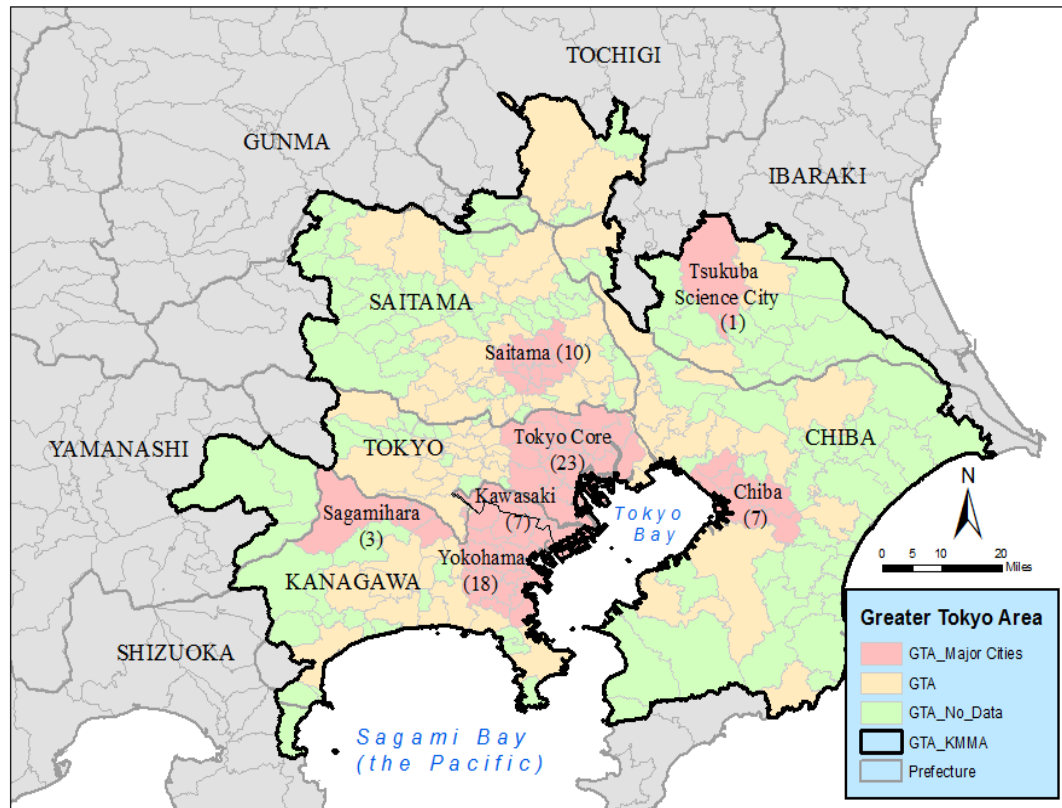 TOCHIGI
GUNMA
IBARAKI
Tsukuba
Science City
(1)
SAITAMA
Saitama (10)
YAMANASHI
TOKYO
Tokyo Core
(23)
CHIBA
Kawasaki
(7)
Chiba
(7)
Sagamihara
(3)
Tokyo
Bay
N
Yokohama
(18)
KANAGAWA
0 5 10 20
Miles
SHIZUOKA
Sagami Bay
(the Pacific)
Greater Tokyo Area
GTA_Major Cities
GTA
GTA_No_Data
GTA_KMMA
Prefecture